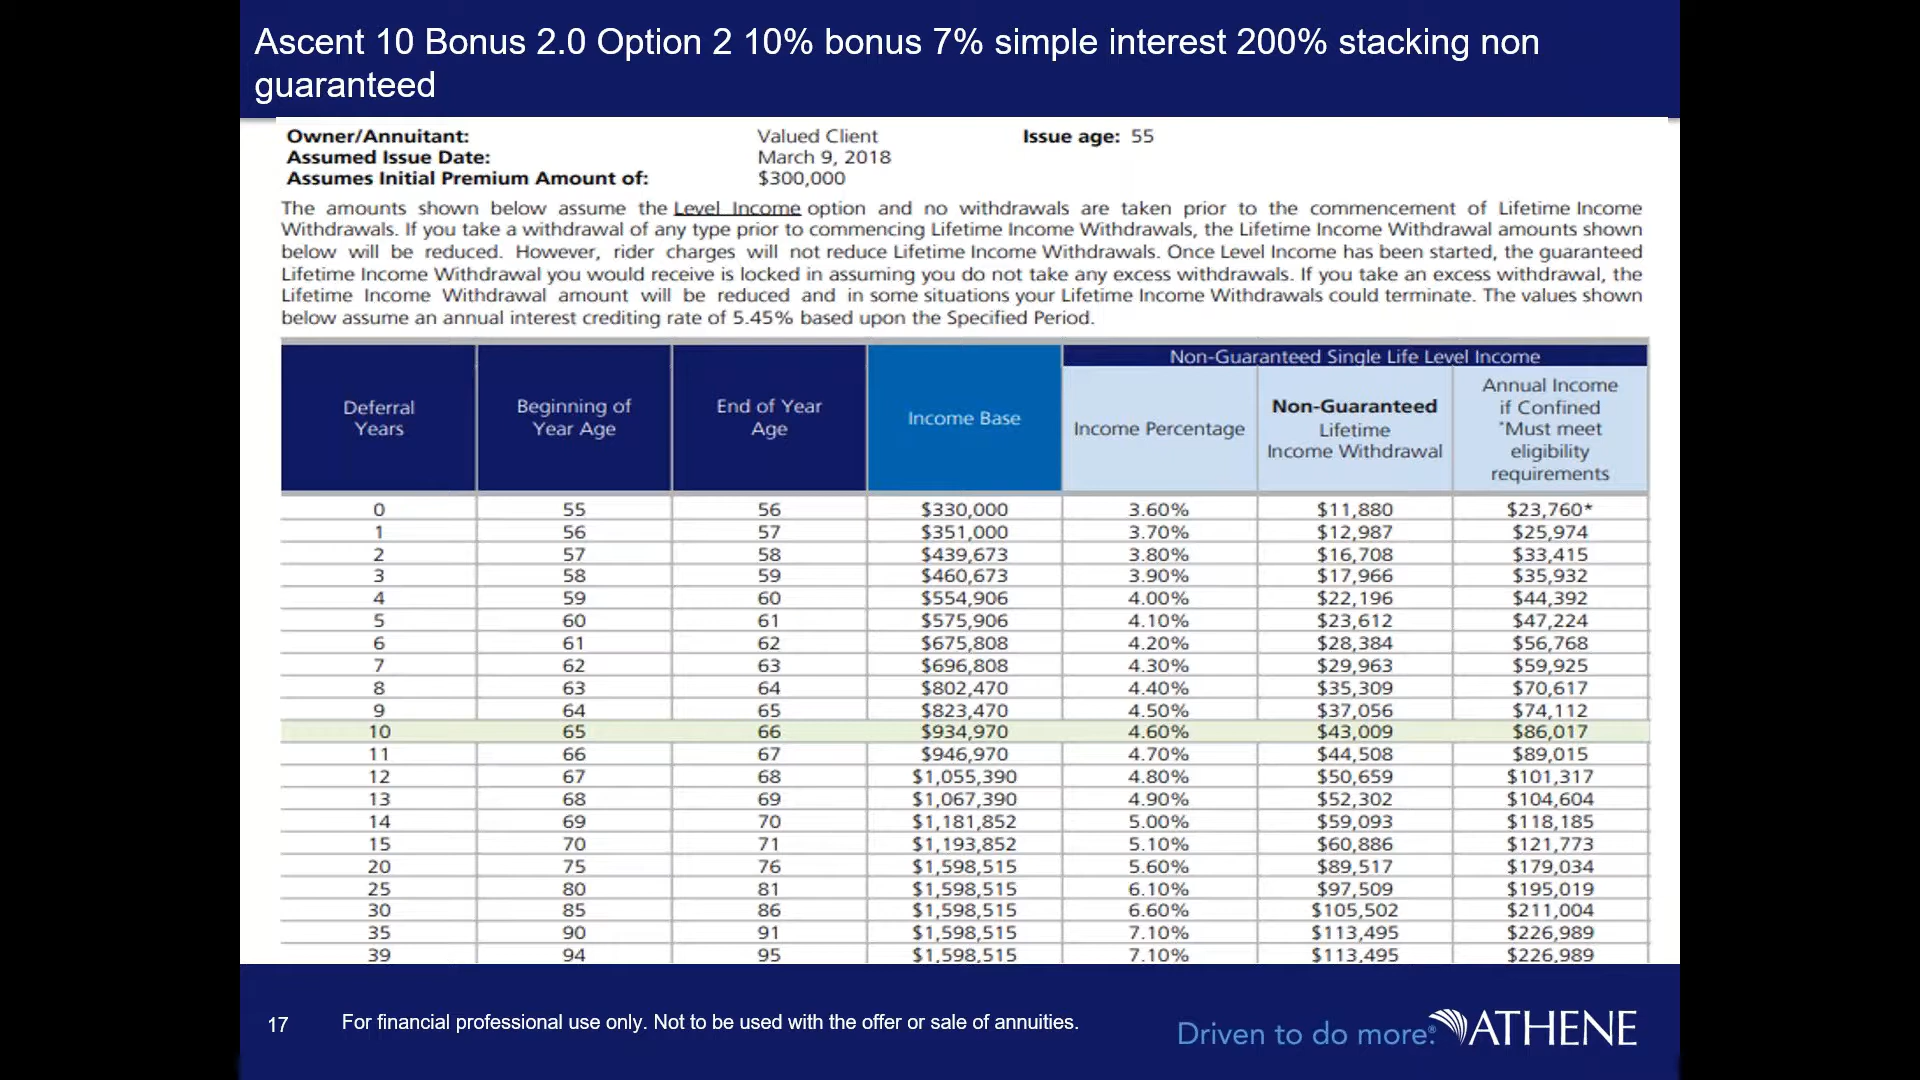 Ascent 10 Bonus 2.0 Option 2 10% bonus 7% simple interest 200% stacking non
guaranteed
Owner/Annuitant: Valued Client Issue age: 55
Assumed Issue Date: March 9, 2018
Assumes Initial Premium Amount of: $300,000
The amounts shown below assume the Level Income option and no withdrawals are taken prior to the commencement of Lifetime Income
Withdrawals. If you take a withdrawal of any type prior to commencing Lifetime Income Withdrawals, the Lifetime Income Withdrawal amounts shown
below will be reduced. However, rider charges will not reduce Lifetime Income Withdrawals. Once Level Income has been started, the guaranteed
Lifetime Income Withdrawal you would receive is locked in assuming you do not take any excess withdrawals. If you take an excess withdrawal, the
Lifetime Income Withdrawal amount will be reduced and in some situations your Lifetime Income Withdrawals could terminate. The values shown
below assume an annual interest crediting rate of 5.45% based upon the Specified Period.
Non-Guaranteed Single Life Level Income
Deferral
Years
Beginning of
Year Age
End of Year
Age
Income Base
Income Percentage
Non-Guaranteed
Lifetime
Income Withdrawal
Annual Income
if Confined
*Must meet
eligibility
requirements
0 55 56 $330,000 3.60% $11,880 $23,760*
1 56 57 $351,000 3.70% $12,987 $25,974
2 57 58 $439,673 3.80% $16,708 $33,415
3 58 59 $460,673 3.90% $17,966 $35,932
4 59 60 $554,906 4.00% $22,196 $44,392
5 60 61 $575,906 4.10% $23,612 $47,224
6 61 62 $675,808 4.20% $28,384 $56,768
7 62 63 $696,808 4.30% $29,963 $59,925
8 63 64 $802,470 4.40% $35,309 $70,617
9 64 65 $823,470 4.50% $37,056 $74,112
10 65 66 $934,970 4.60% $43,009 $86,017
11 66 67 $946,970 4.70% $44,508 $89,015
12 67 68 $1,055,390 4.80% $50,659 $101,317
13 68 69 $1,067,390 4.90% $52,302 $104,604
14 69 70 $1,181,852 5.00% $59,093 $118,185
15 70 71 $1,193,852 5.10% $60,886 $121,773
20 75 76 $1,598,515 5.60% $89,517 $179,034
25 80 81 $1,598,515 6.10% $97,509 $195,019
30 85 86 $1,598,515 6.60% $105,502 $211,004
35 90 91 $1,598,515 7.10% $113,495 $226,989
39 94 95 $1,598,515 7.10% $113,495 $226,989
17 For financial professional use only. Not to be used with the offer or sale of annuities.
Driven to do more.® ATHENE